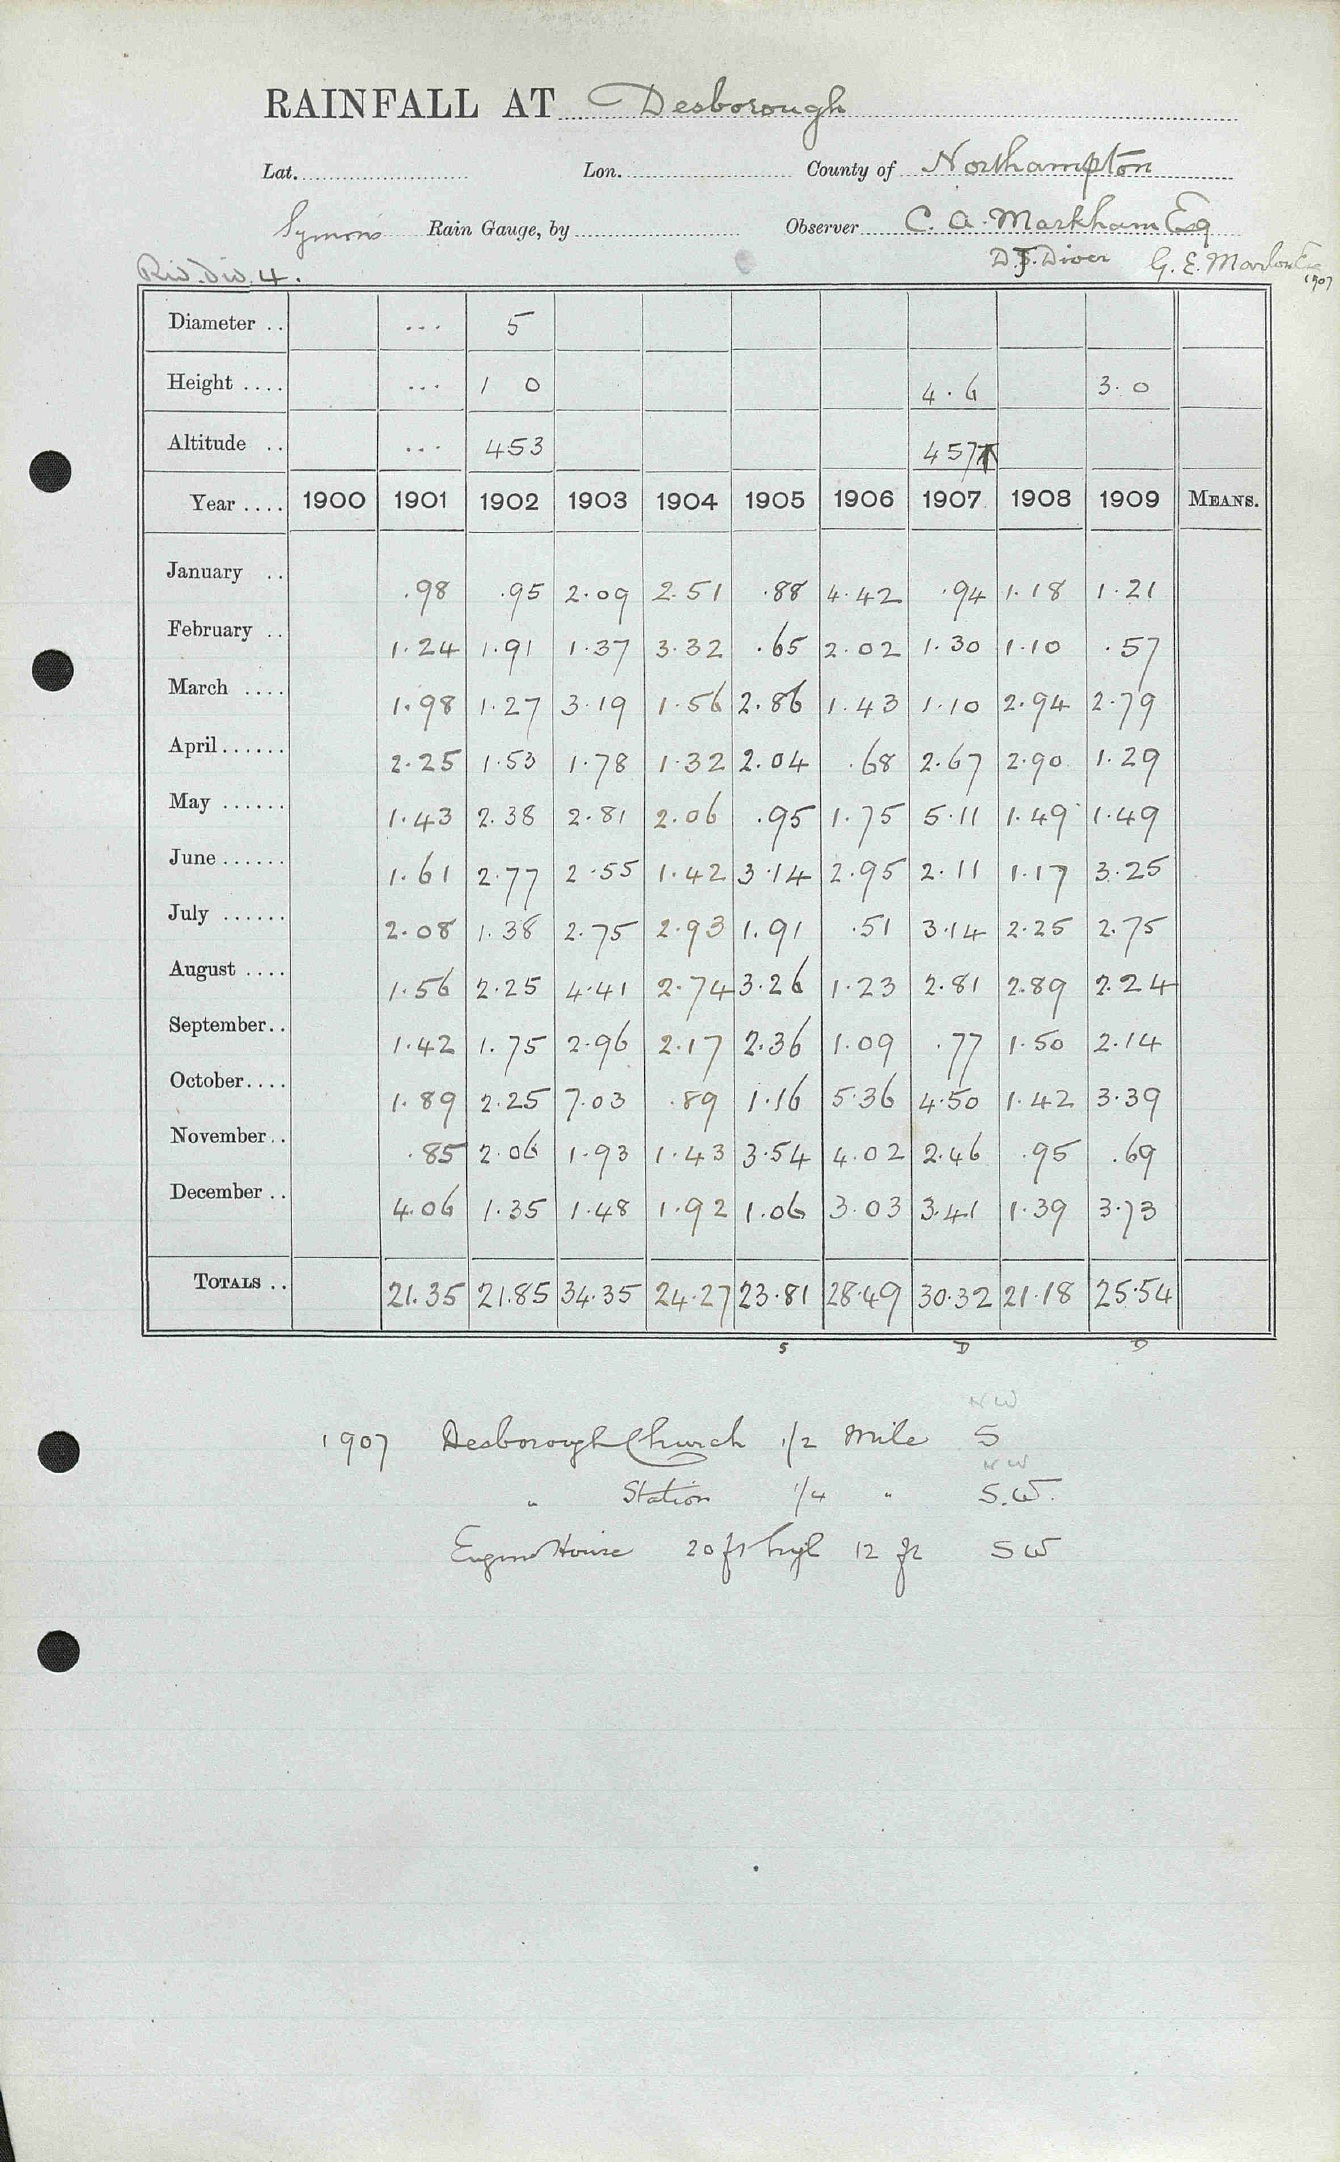 RAINFALL AT Desborough
Lat. Lon. County of Northampton
Symons Rain Gauge, by Observer C. A. Markham Esq
Riv. Div. 4. D.J. Diver G. E. 1907
Diameter .. ... 5
Height .... ... 1 0 4.6 3.0
Altitude .. ... 453 457
Year .... 1900 1901 1902 1903 1904 1905 1906 1907 1908 1909 MEANS.
January .. .98 .95 2.09 2.51 .88 4.42 .94 1.18 1.21
February .. 1.24 1.91 1.37 3.32 .65 2.02 1.30 1.10 .57
March .... 1.98 1.27 3.19 1.56 2.86 1.43 1.10 2.94 2.79
April ...... 2.25 1.53 1.78 1.32 2.04 .68 2.67 2.90 1.29
May ...... 1.43 2.38 2.81 2.06 .95 1.75 5.11 1.49 1.49
June ...... 1.61 2.77 2.55 1.42 3.14 2.95 2.11 1.17 3.25
July ...... 2.08 1.38 2.75 2.93 1.91 .51 3.14 2.25 2.75
August .... 1.56 2.25 4.41 2.74 3.26 1.23 2.81 2.89 2.24
September.. 1.42 1.75 2.96 2.17 2.36 1.09 .77 1.50 2.14
October.... 1.89 2.25 7.03 .89 1.16 5.36 4.50 1.42 3.39
November.. .85 2.06 1.93 1.43 3.54 4.02 2.46 .95 .69
December .. 4.06 1.35 1.48 1.92 1.06 3.03 3.41 1.39 3.73
TOTALS .. 21.35 21.85 34.35 24.27 23.81 28.49 30.32 21.18 25.54
S D D
N W
1907 Desborough Church 1/2 Mile S
N W
" Station 1/4 " S.W.
Engine House 20 ft high 12 ft SW